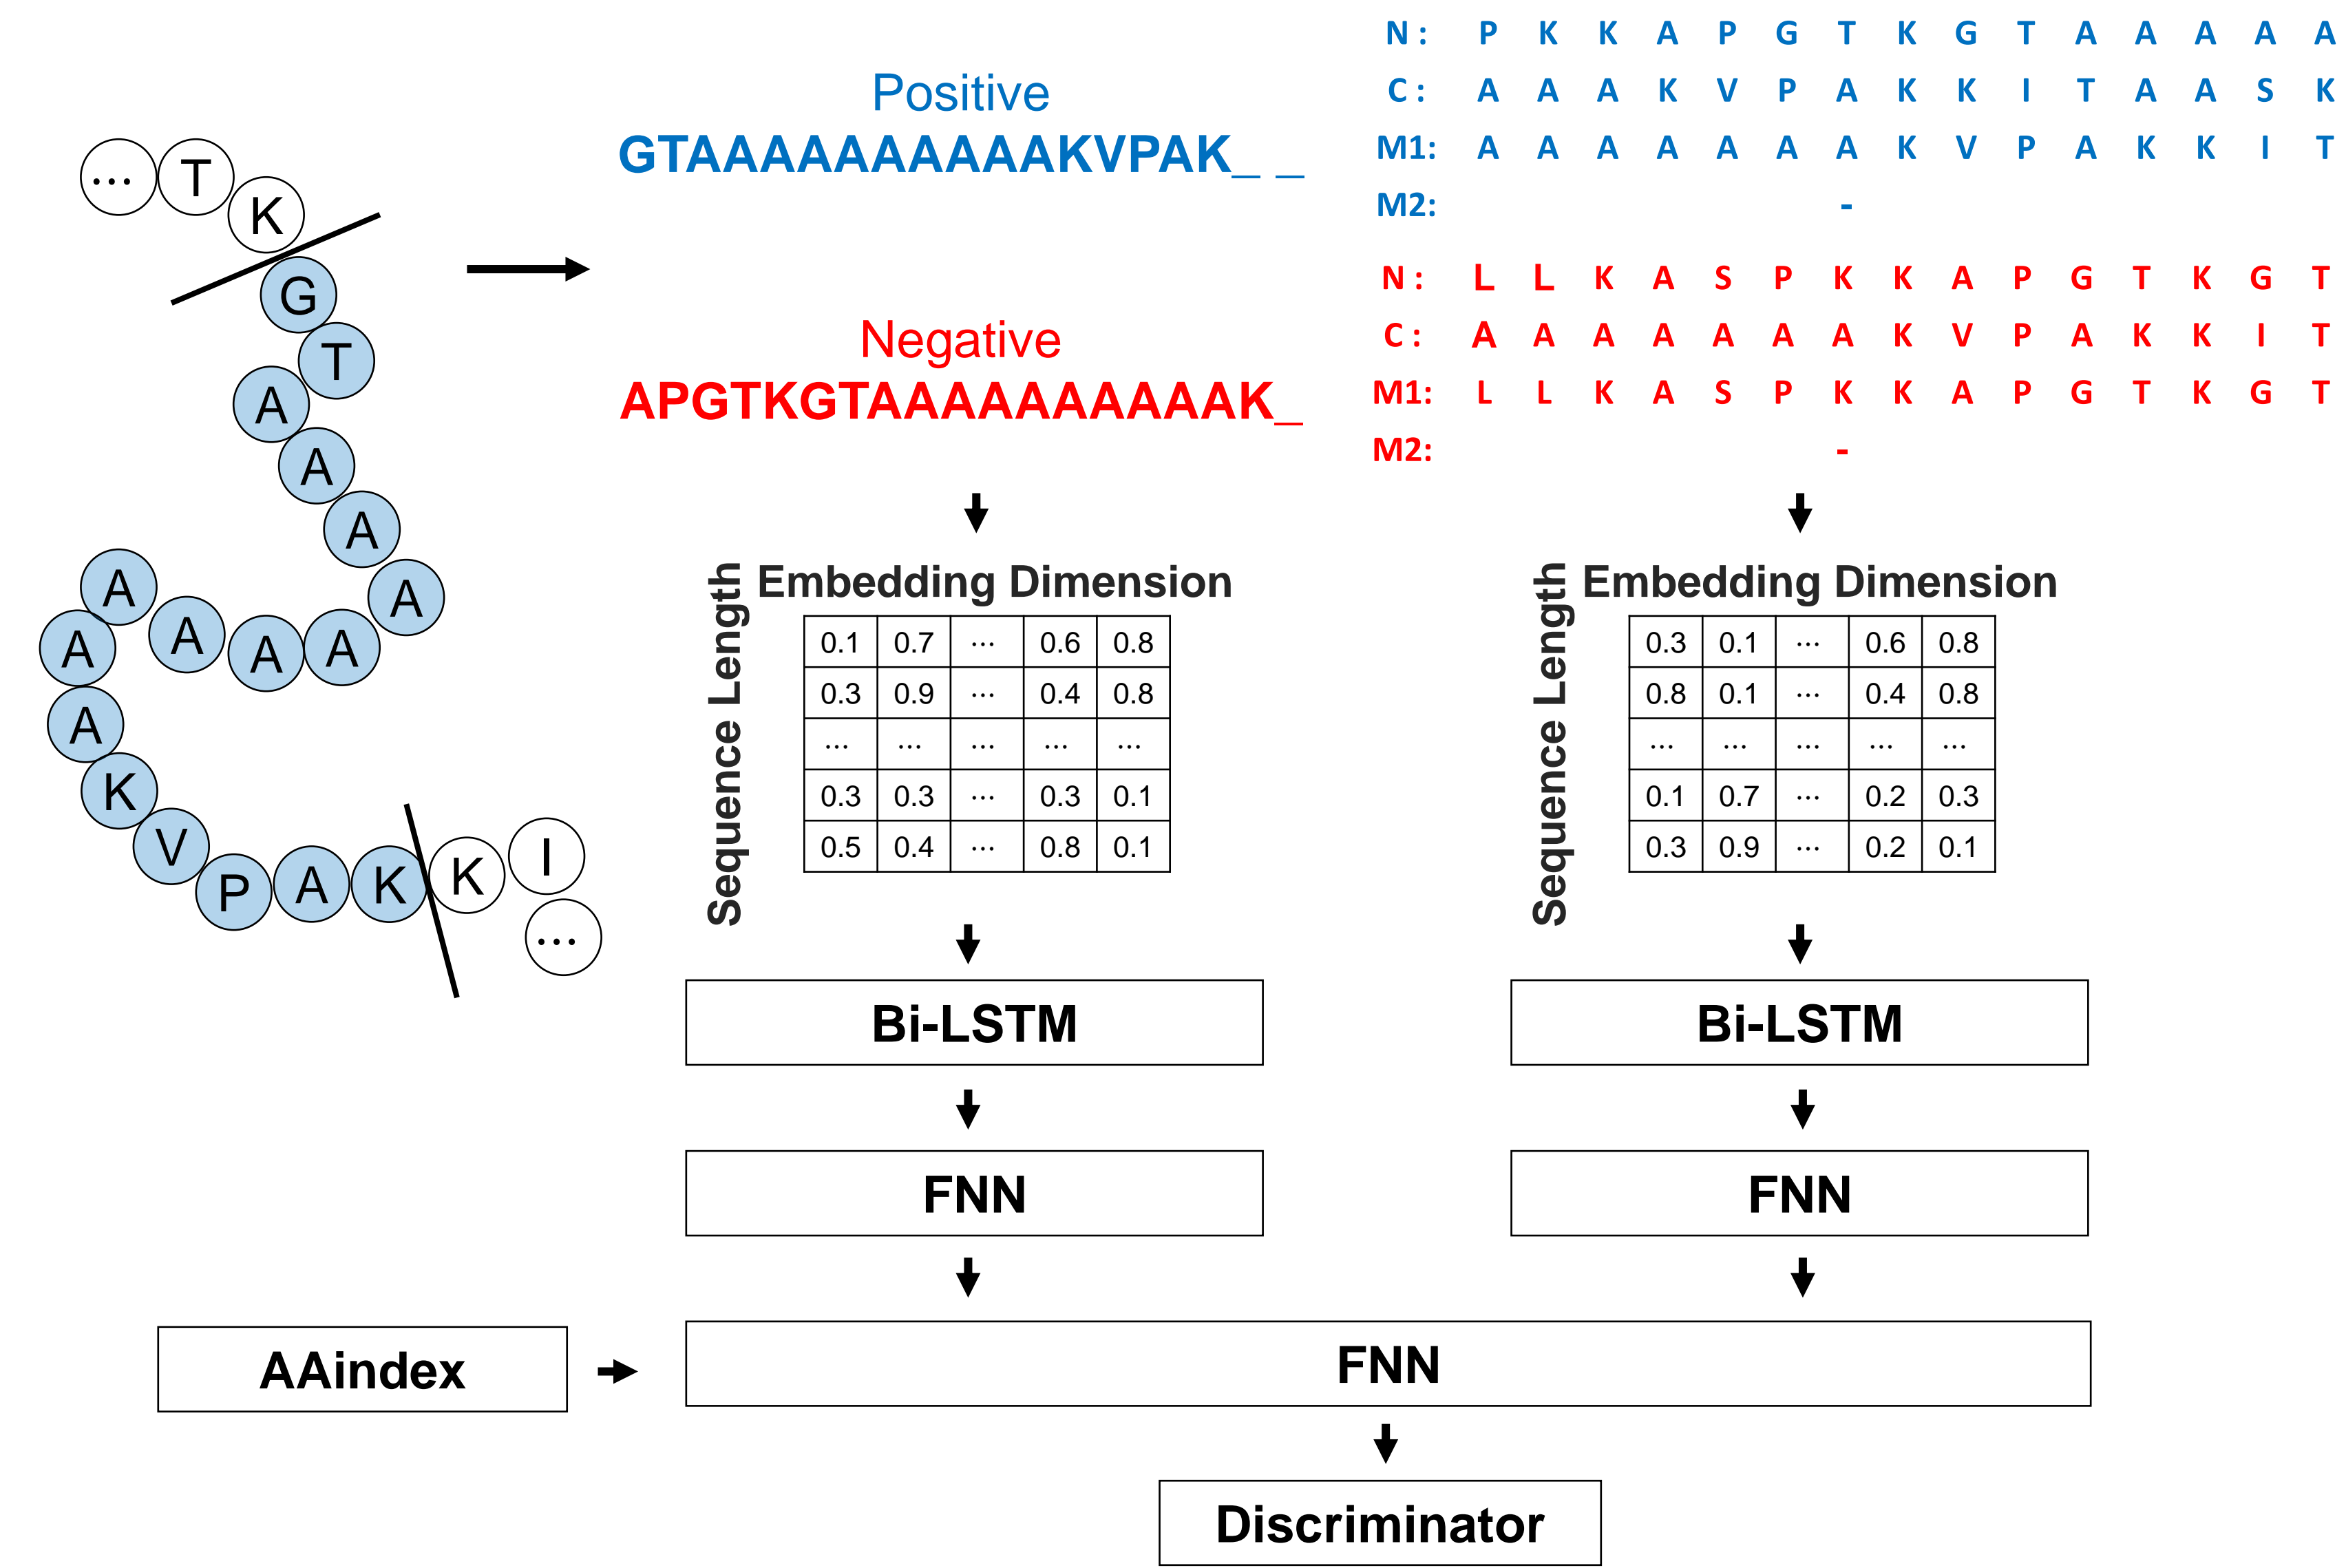 N : P K K A P G T K G T A A A A A
C : A A A K V P A K K I T A A S K
M1: A A A A A A A K V P A K K I T
M2: -
Positive
GTAAAAAAAAAAKVPAK_ _
N : L L K A S P K K A P G T K G T
C : A A A A A A A K V P A K K I T
M1: L L K A S P K K A P G T K G T
M2: -
Negative
APGTKGTAAAAAAAAAAK_
... T K
G T A A A A A A A A A A K V P A K
K I ...
Embedding Dimension
Sequence Length
0.1 0.7 ... 0.6 0.8
0.3 0.9 ... 0.4 0.8
... ... ... ... ...
0.3 0.3 ... 0.3 0.1
0.5 0.4 ... 0.8 0.1
Embedding Dimension
Sequence Length
0.3 0.1 ... 0.6 0.8
0.8 0.1 ... 0.4 0.8
... ... ... ... ...
0.1 0.7 ... 0.2 0.3
0.3 0.9 ... 0.2 0.1
Bi-LSTM
Bi-LSTM
FNN
FNN
AAindex
FNN
Discriminator